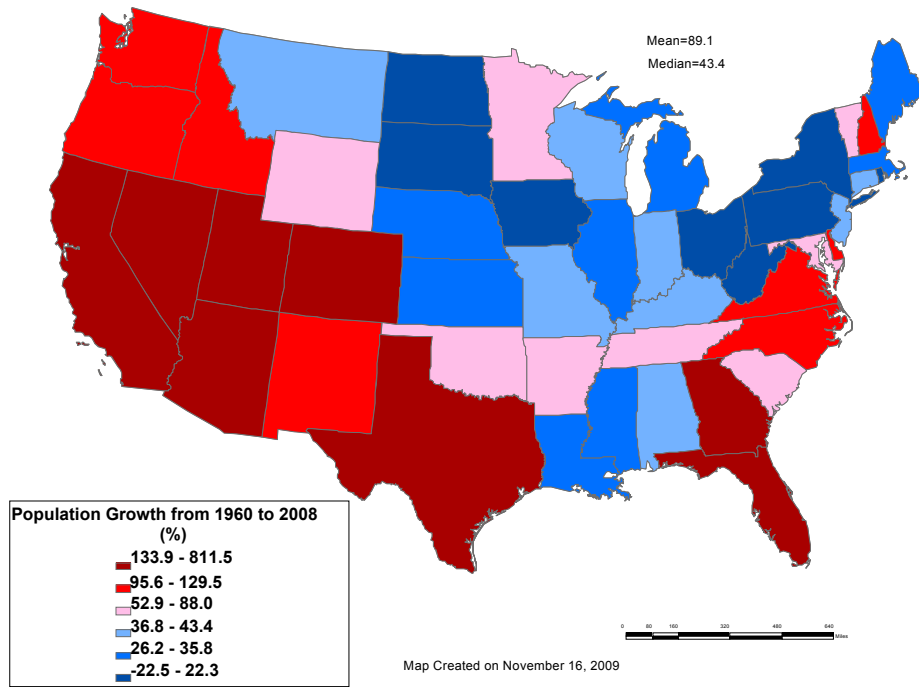 Mean=89.1
Median=43.4
Population Growth from 1960 to 2008
(%)
133.9 - 811.5
95.6 - 129.5
52.9 - 88.0
36.8 - 43.4
26.2 - 35.8
-22.5 - 22.3
0 80 160 320 480 640
Miles
Map Created on November 16, 2009